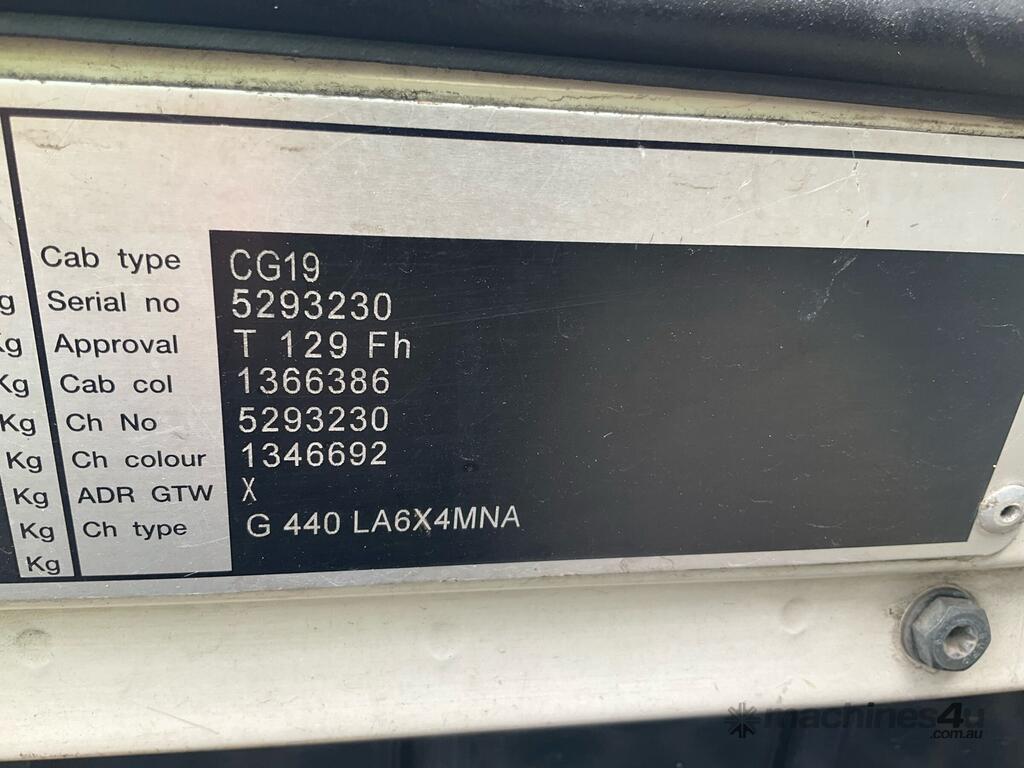 Cab type CG19
g Serial no 5293230
Kg Approval T 129 Fh
Kg Cab col 1366386
Kg Ch No 5293230
Kg Ch colour 1346692
Kg ADR GTW X
Kg Ch type G 440 LA6X4MNA
Kg
machines4u
.com.au